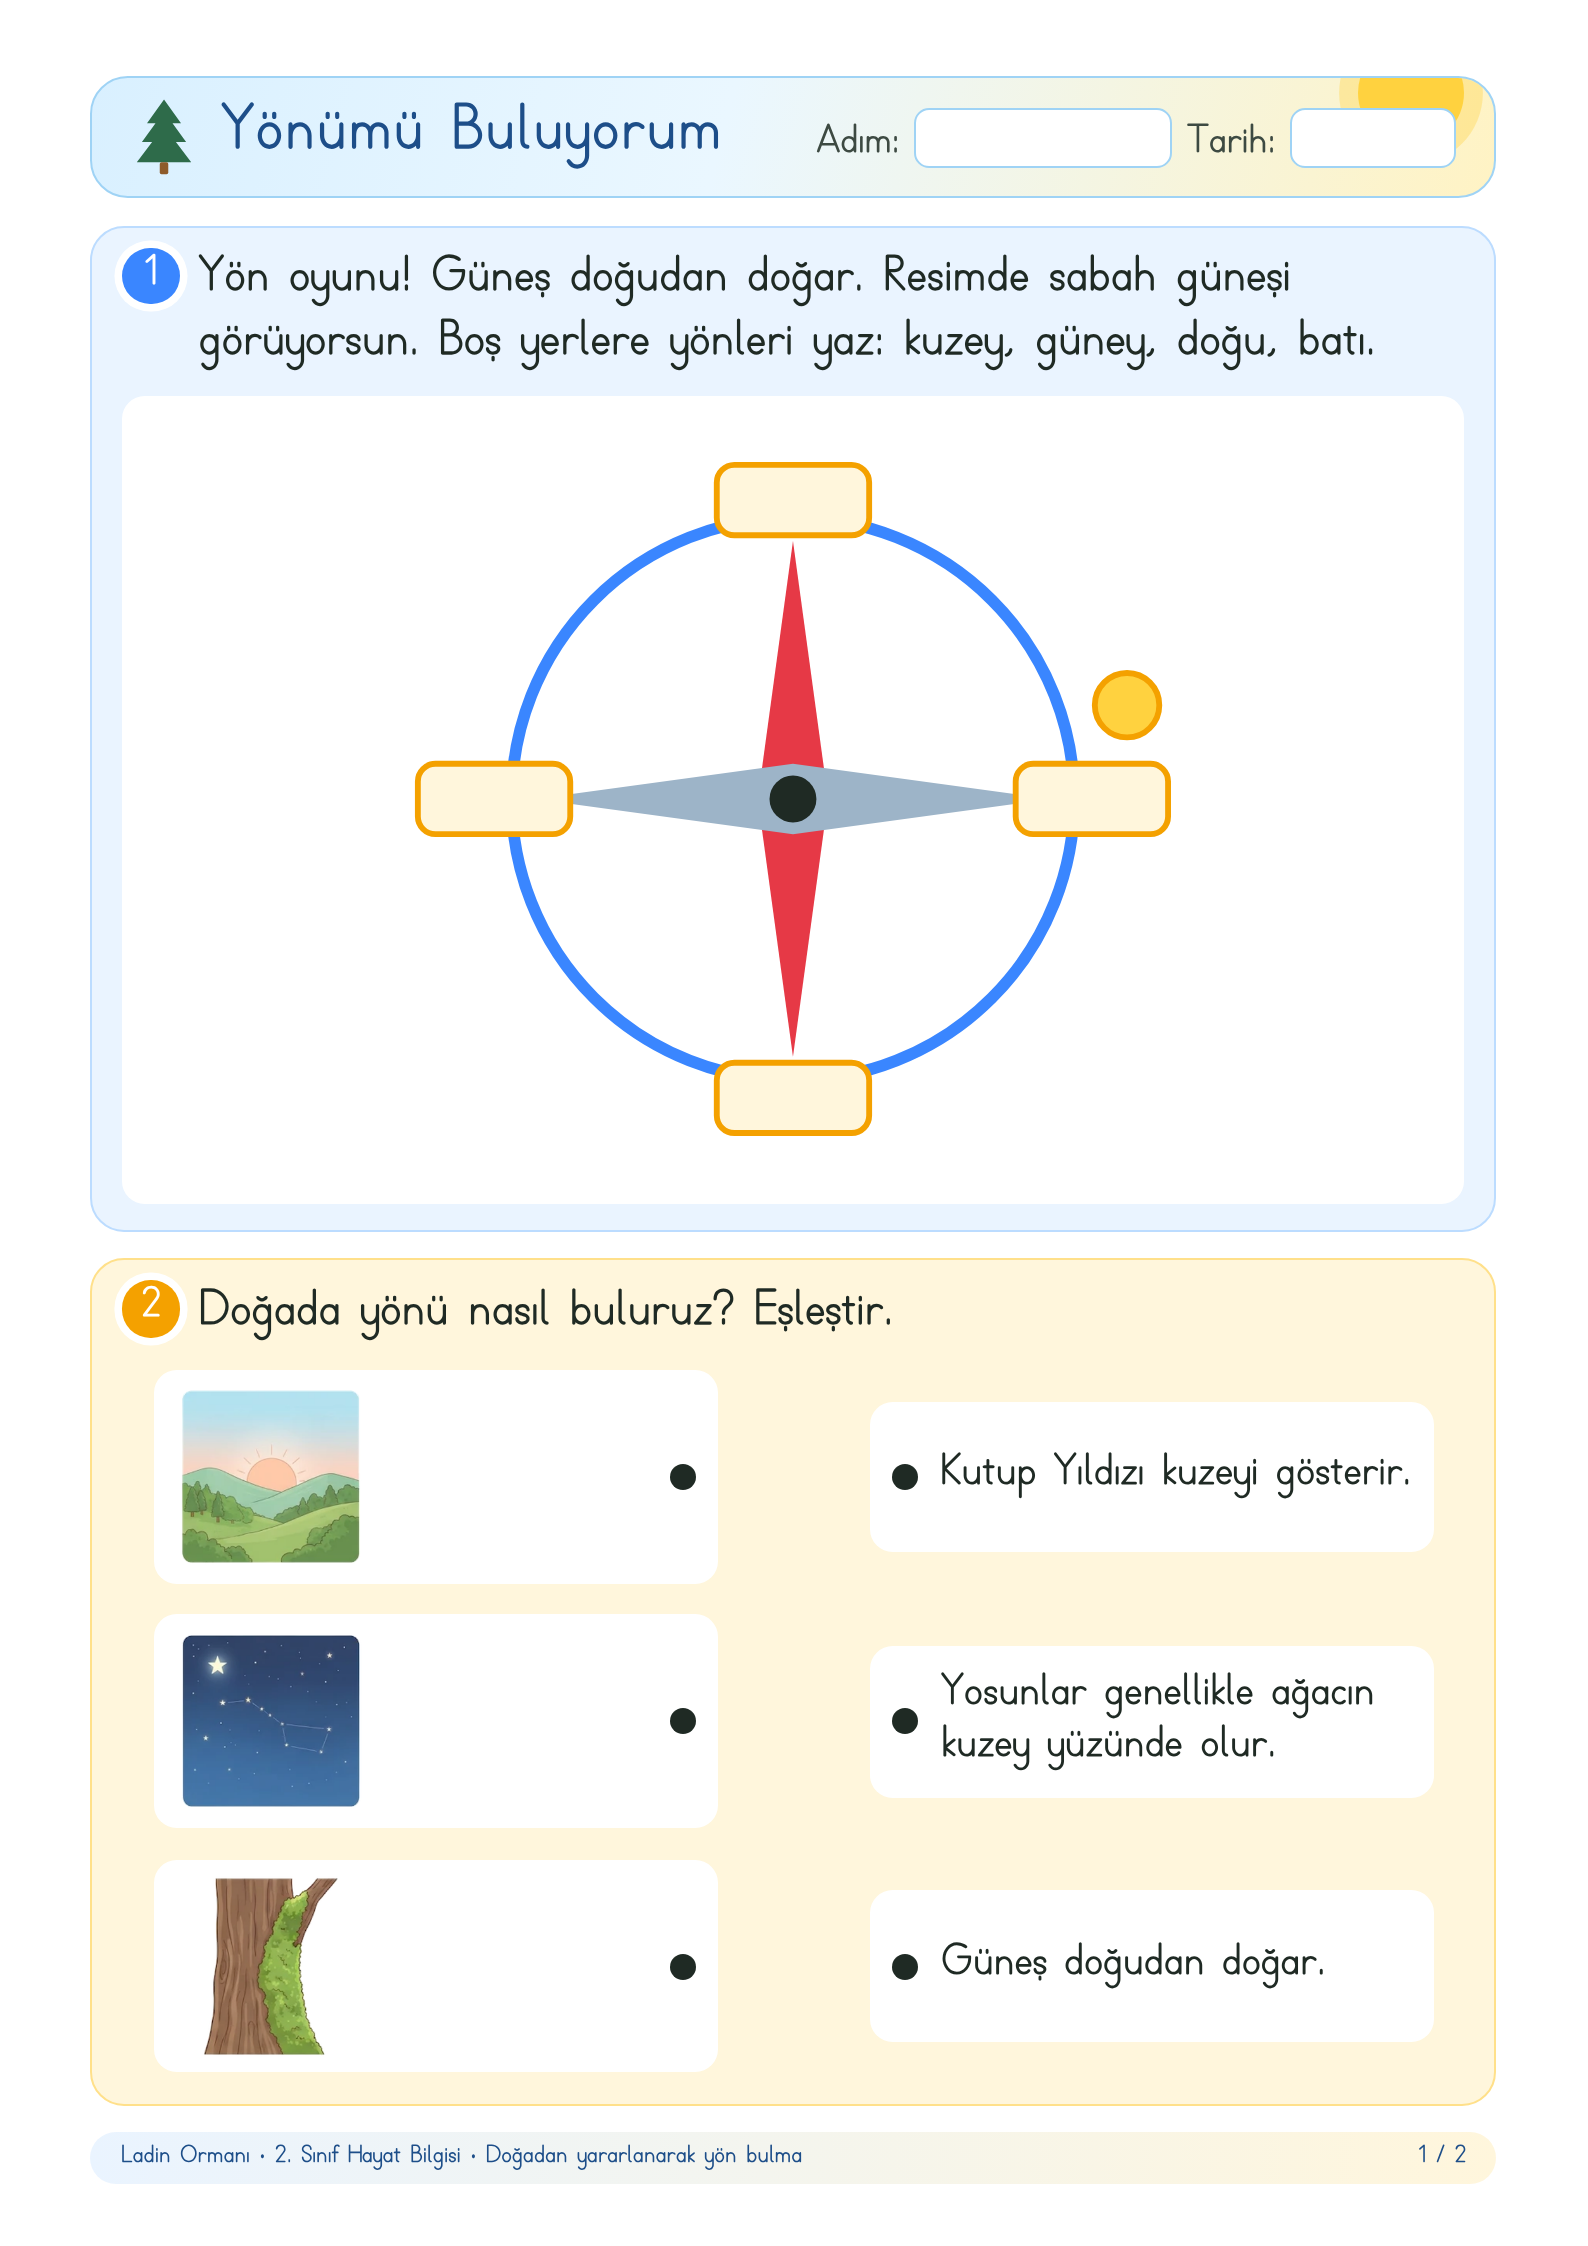 Yönümü Buluyorum
Adım:
Tarih:
1
Yön oyunu! Güneş doğudan doğar. Resimde sabah güneşi
görüyorsun. Boş yerlere yönleri yaz: kuzey, güney, doğu, batı.
2
Doğada yönü nasıl buluruz? Eşleştir.
Kutup Yıldızı kuzeyi gösterir.
Yosunlar genellikle ağacın
kuzey yüzünde olur.
Güneş doğudan doğar.
Ladin Ormanı • 2. Sınıf Hayat Bilgisi • Doğadan yararlanarak yön bulma
1 / 2